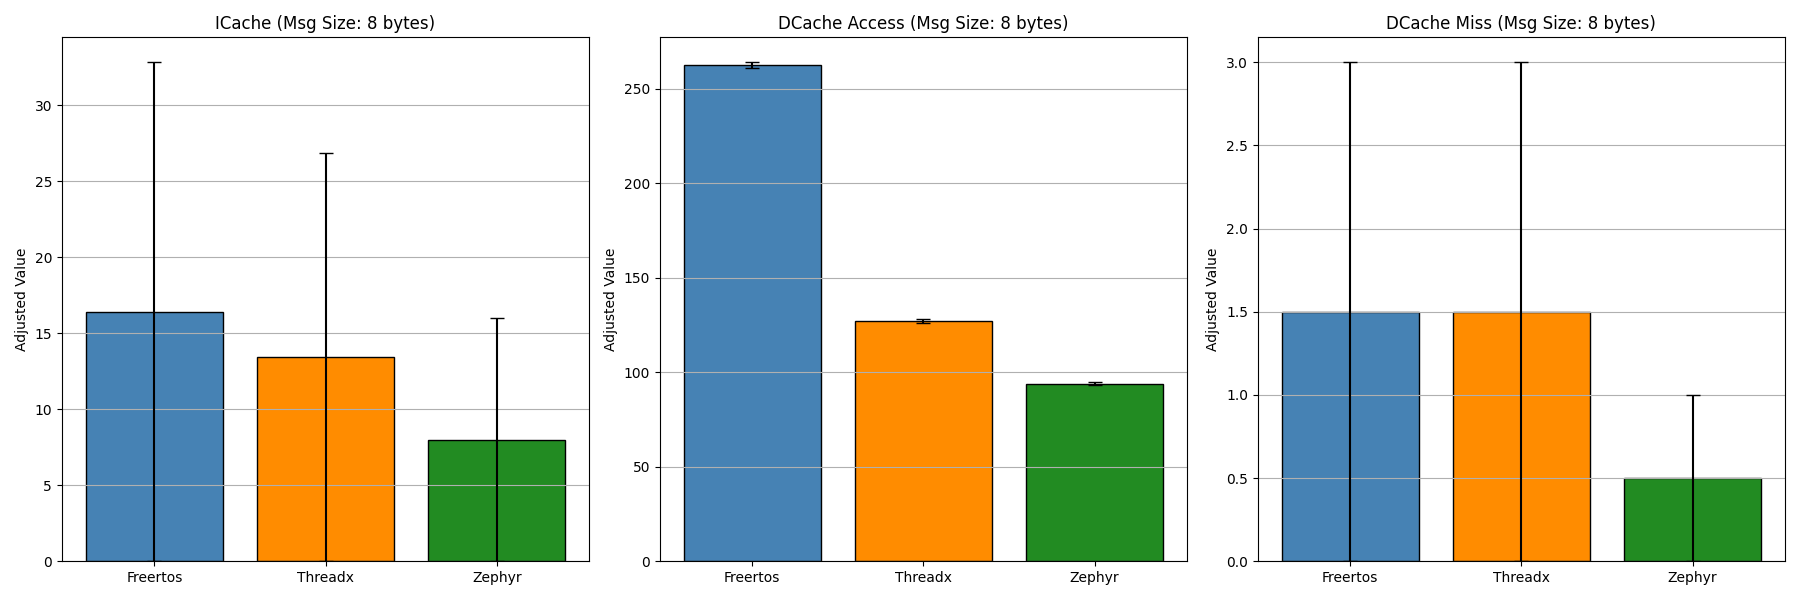 ICache (Msg Size: 8 bytes)
Adjusted Value
30
25
20
15
10
5
0
Freertos
Threadx
Zephyr
DCache Access (Msg Size: 8 bytes)
Adjusted Value
250
200
150
100
50
0
Freertos
Threadx
Zephyr
DCache Miss (Msg Size: 8 bytes)
Adjusted Value
3.0
2.5
2.0
1.5
1.0
0.5
0.0
Freertos
Threadx
Zephyr